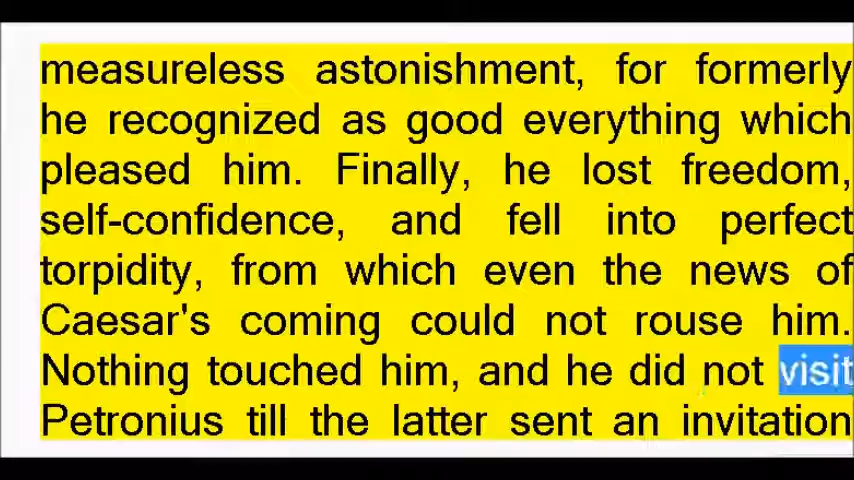 measureless astonishment, for formerly
he recognized as good everything which
pleased him. Finally, he lost freedom,
self-confidence, and fell into perfect
torpidity, from which even the news of
Caesar's coming could not rouse him.
Nothing touched him, and he did not visit
Petronius till the latter sent an invitation